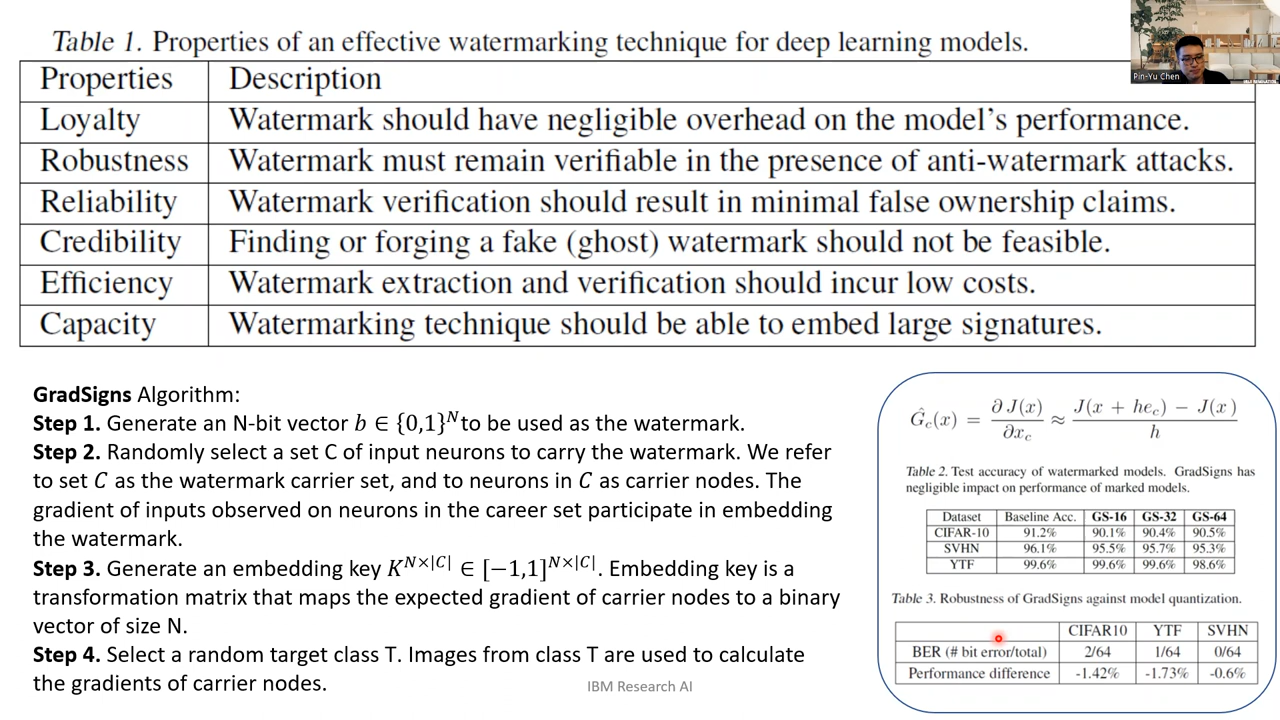 Table 1. Properties of an effective watermarking technique for deep learning models.
Properties Description
Loyalty Watermark should have negligible overhead on the model's performance.
Robustness Watermark must remain verifiable in the presence of anti-watermark attacks.
Reliability Watermark verification should result in minimal false ownership claims.
Credibility Finding or forging a fake (ghost) watermark should not be feasible.
Efficiency Watermark extraction and verification should incur low costs.
Capacity Watermarking technique should be able to embed large signatures.
Pin-Yu Chen
GradSigns Algorithm:
Step 1. Generate an N-bit vector b ∈ {0,1}^N to be used as the watermark.
Step 2. Randomly select a set C of input neurons to carry the watermark. We refer
to set C as the watermark carrier set, and to neurons in C as carrier nodes. The
gradient of inputs observed on neurons in the career set participate in embedding
the watermark.
Step 3. Generate an embedding key K^{N×|C|} ∈ [−1,1]^{N×|C|}. Embedding key is a
transformation matrix that maps the expected gradient of carrier nodes to a binary
vector of size N.
Step 4. Select a random target class T. Images from class T are used to calculate
the gradients of carrier nodes.
IBM Research AI
Ĝ_c(x) = ∂J(x)/∂x_c ≈ (J(x + he_c) − J(x))/h
Table 2. Test accuracy of watermarked models. GradSigns has
negligible impact on performance of marked models.
Dataset Baseline Acc. GS-16 GS-32 GS-64
CIFAR-10 91.2% 90.1% 90.4% 90.5%
SVHN 96.1% 95.5% 95.7% 95.3%
YTF 99.6% 99.6% 99.6% 98.6%
Table 3. Robustness of GradSigns against model quantization.
CIFAR10 YTF SVHN
BER (# bit error/total) 2/64 1/64 0/64
Performance difference -1.42% -1.73% -0.6%